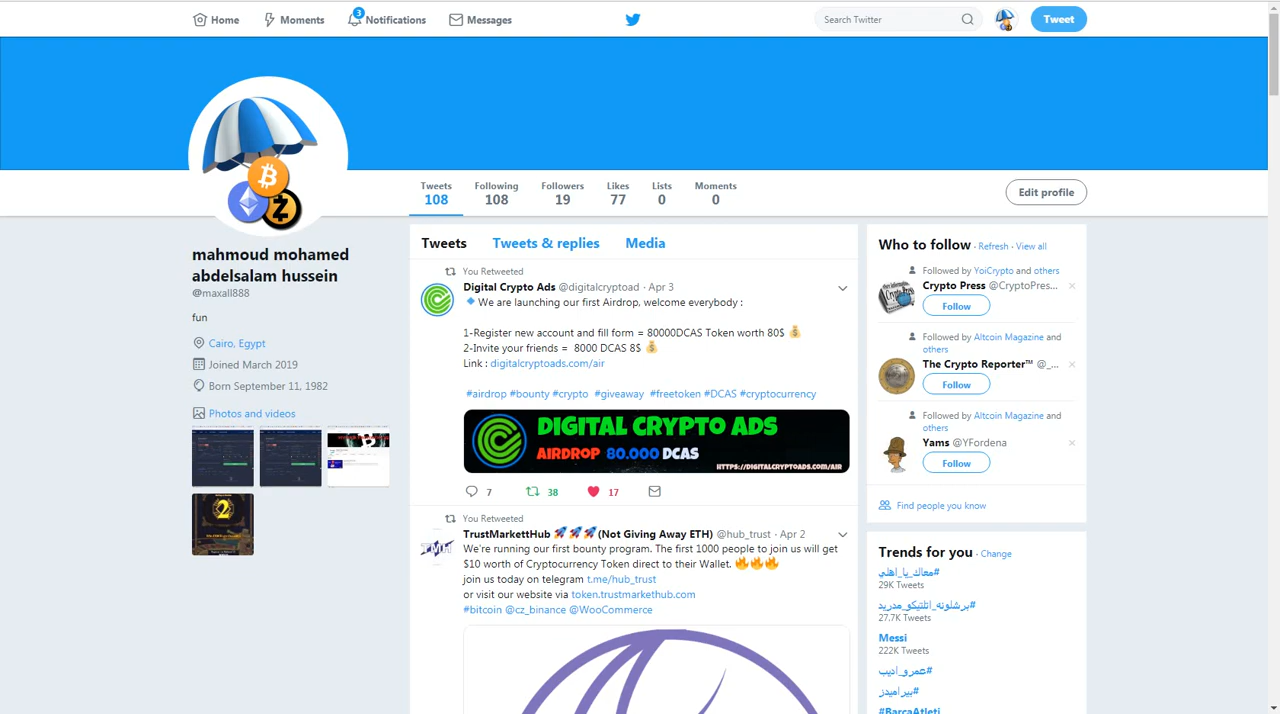 Home
Moments
3
Notifications
Messages
Search Twitter
Tweet
Tweets
108
Following
108
Followers
19
Likes
77
Lists
0
Moments
0
Edit profile
mahmoud mohamed
abdelsalam hussein
@maxall888
fun
Cairo, Egypt
Joined March 2019
Born September 11, 1982
Photos and videos
Tweets
Tweets & replies
Media
You Retweeted
Digital Crypto Ads @digitalcryptoad · Apr 3
We are launching our first Airdrop, welcome everybody :
1-Register new account and fill form = 80000DCAS Token worth 80$
2-Invite your friends = 8000 DCAS 8$
Link : digitalcryptoads.com/air
#airdrop #bounty #crypto #giveaway #freetoken #DCAS #cryptocurrency
DIGITAL CRYPTO ADS
AIRDROP 80.000 DCAS
HTTPS://DIGITALCRYPTOADS.COM/AIR
7
38
17
You Retweeted
TrustMarkettHub 🚀🚀🚀(Not Giving Away ETH) @hub_trust · Apr 2
We're running our first bounty program. The first 1000 people to join us will get
$10 worth of Cryptocurrency Token direct to their Wallet. 🔥🔥🔥
join us today on telegram t.me/hub_trust
or visit our website via token.trustmarkethub.com
#bitcoin @cz_binance @WooCommerce
TMH
Who to follow · Refresh · View all
Followed by YoiCrypto and others
Crypto Press @CryptoPres...
Follow
Followed by Altcoin Magazine and
others
The Crypto Reporter™ @_...
Follow
Followed by Altcoin Magazine and
others
Yams @YFordena
Follow
Find people you know
Trends for you · Change
#معاك_يا_اهلي
29K Tweets
#برشلونه_اتلتيكو_مدريد
27.7K Tweets
Messi
222K Tweets
#عمرو_اديب
#بيراميدز
#BarcaAtleti